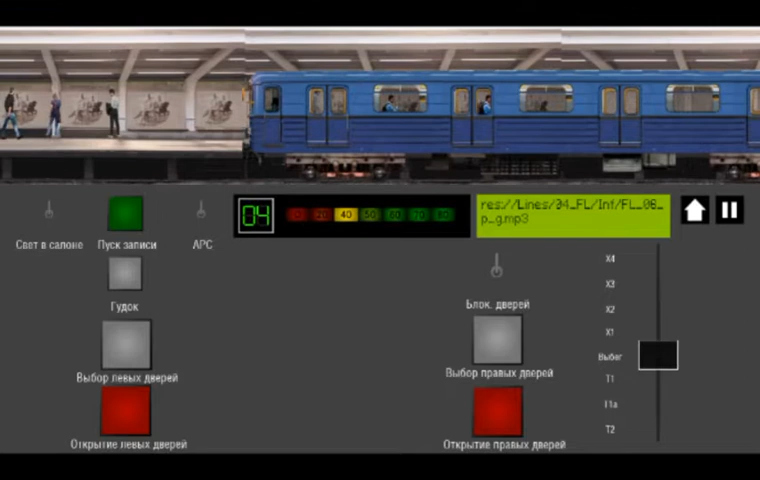 04
20 40 50 60 70 80
res://Lines/34_FL/Inf/FL_06_
p_g.mp3
Свет в салоне
Пуск записи
АРС
Гудок
Блок. дверей
Выбор левых дверей
Выбор правых дверей
Открытие левых дверей
Открытие правых дверей
X4
X3
X2
X1
Выбег
T1
T1a
T2